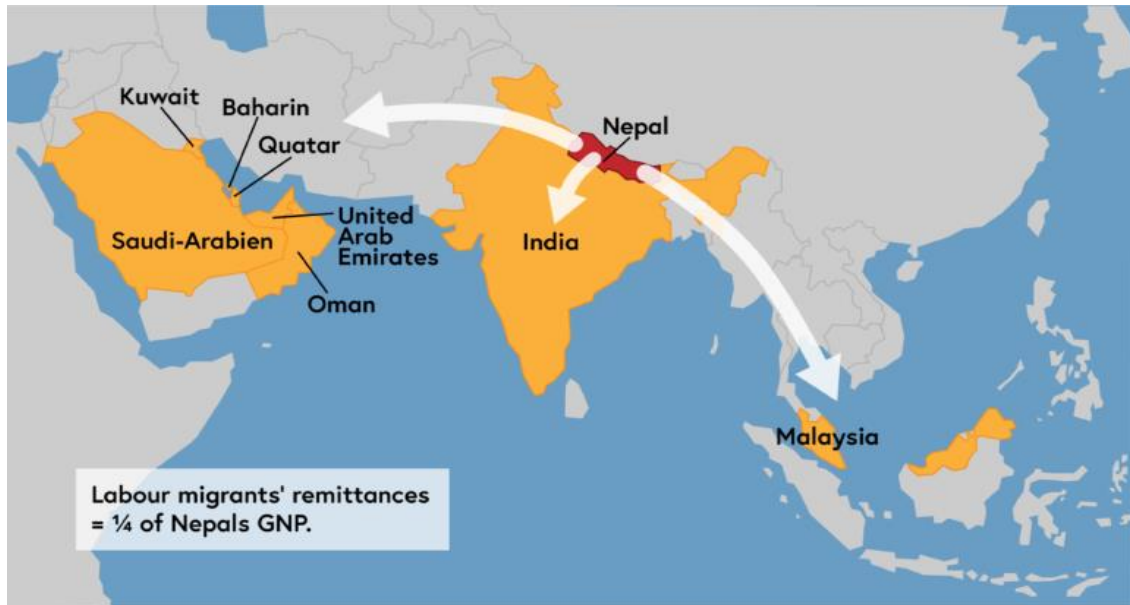 Kuwait
Baharin
Quatar
Nepal
United
Arab
Emirates
Saudi-Arabien
India
Oman
Malaysia
Labour migrants' remittances
= ¼ of Nepals GNP.